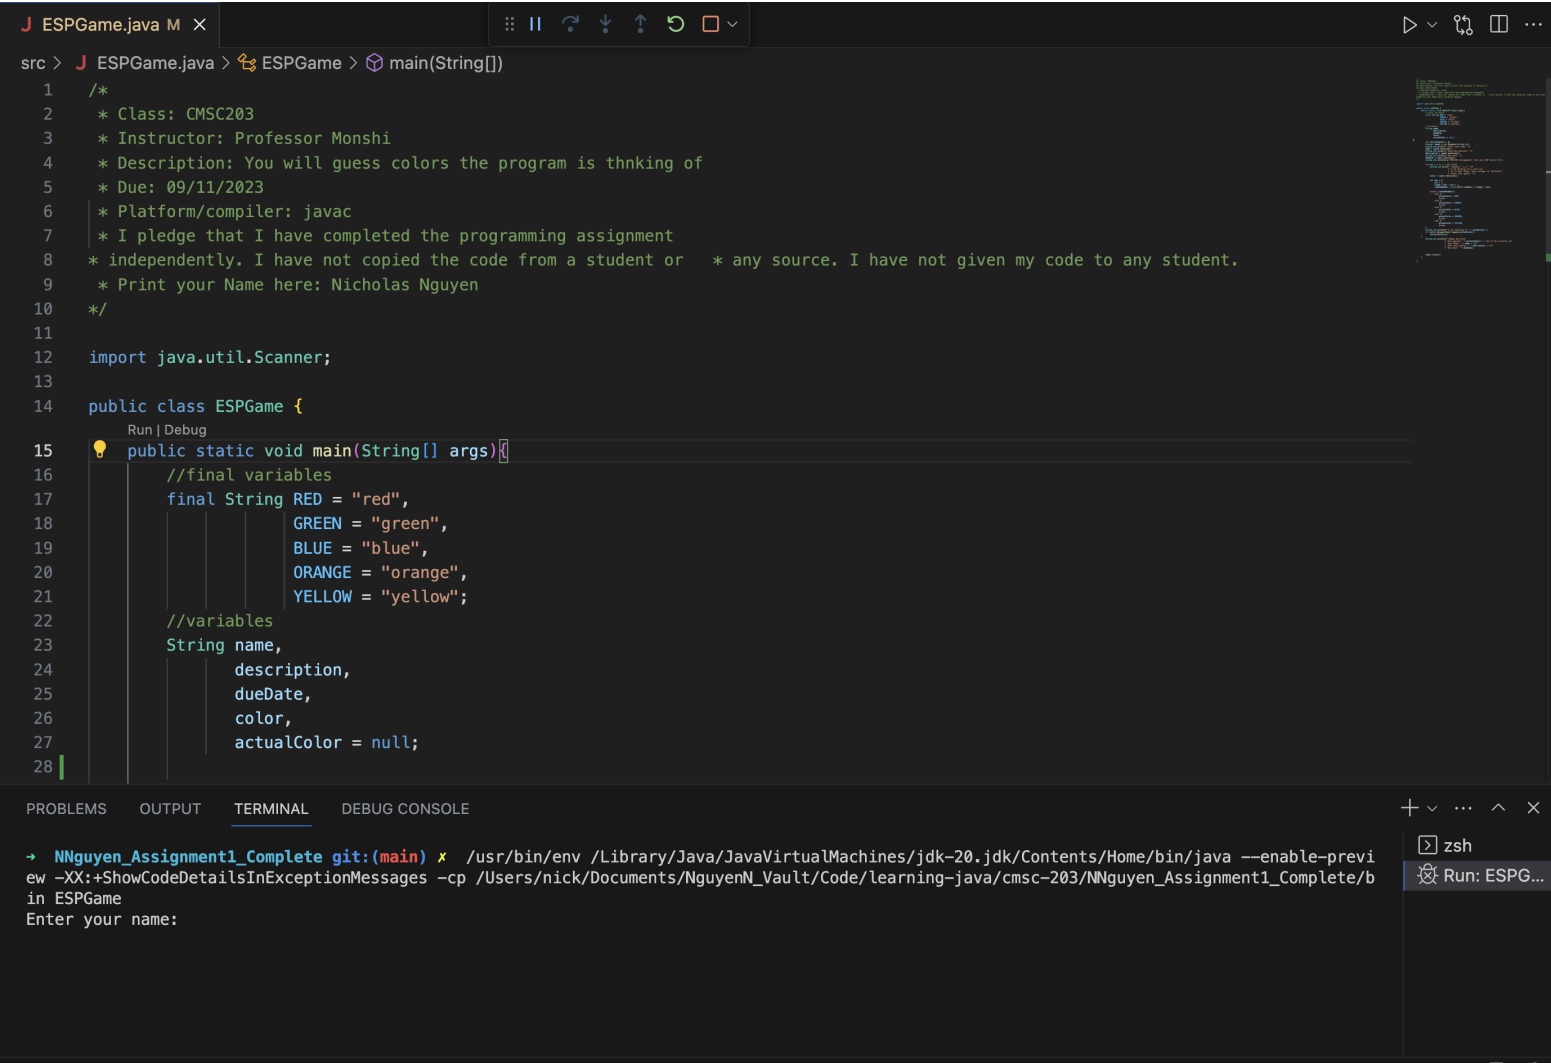 J ESPGame.java M
src > J ESPGame.java > ESPGame > main(String[])
1 /*
2 * Class: CMSC203
3 * Instructor: Professor Monshi
4 * Description: You will guess colors the program is thnking of
5 * Due: 09/11/2023
6 * Platform/compiler: javac
7 * I pledge that I have completed the programming assignment
8 * independently. I have not copied the code from a student or   * any source. I have not given my code to any student.
9 * Print your Name here: Nicholas Nguyen
10 */
11
12 import java.util.Scanner;
13
14 public class ESPGame {
Run | Debug
15 public static void main(String[] args){
16 //final variables
17 final String RED = "red",
18 GREEN = "green",
19 BLUE = "blue",
20 ORANGE = "orange",
21 YELLOW = "yellow";
22 //variables
23 String name,
24 description,
25 dueDate,
26 color,
27 actualColor = null;
28
PROBLEMS OUTPUT TERMINAL DEBUG CONSOLE
→ NNguyen_Assignment1_Complete git:(main) ✗ /usr/bin/env /Library/Java/JavaVirtualMachines/jdk-20.jdk/Contents/Home/bin/java --enable-previ
ew -XX:+ShowCodeDetailsInExceptionMessages -cp /Users/nick/Documents/NguyenN_Vault/Code/learning-java/cmsc-203/NNguyen_Assignment1_Complete/b
in ESPGame
Enter your name:
zsh
Run: ESPG...